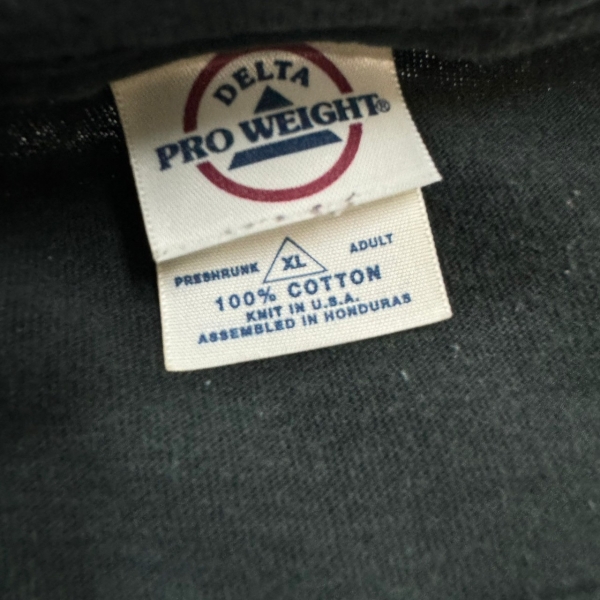 DELTA
PRO WEIGHT®
PRESHRUNK XL ADULT
100% COTTON
KNIT IN U.S.A.
ASSEMBLED IN HONDURAS